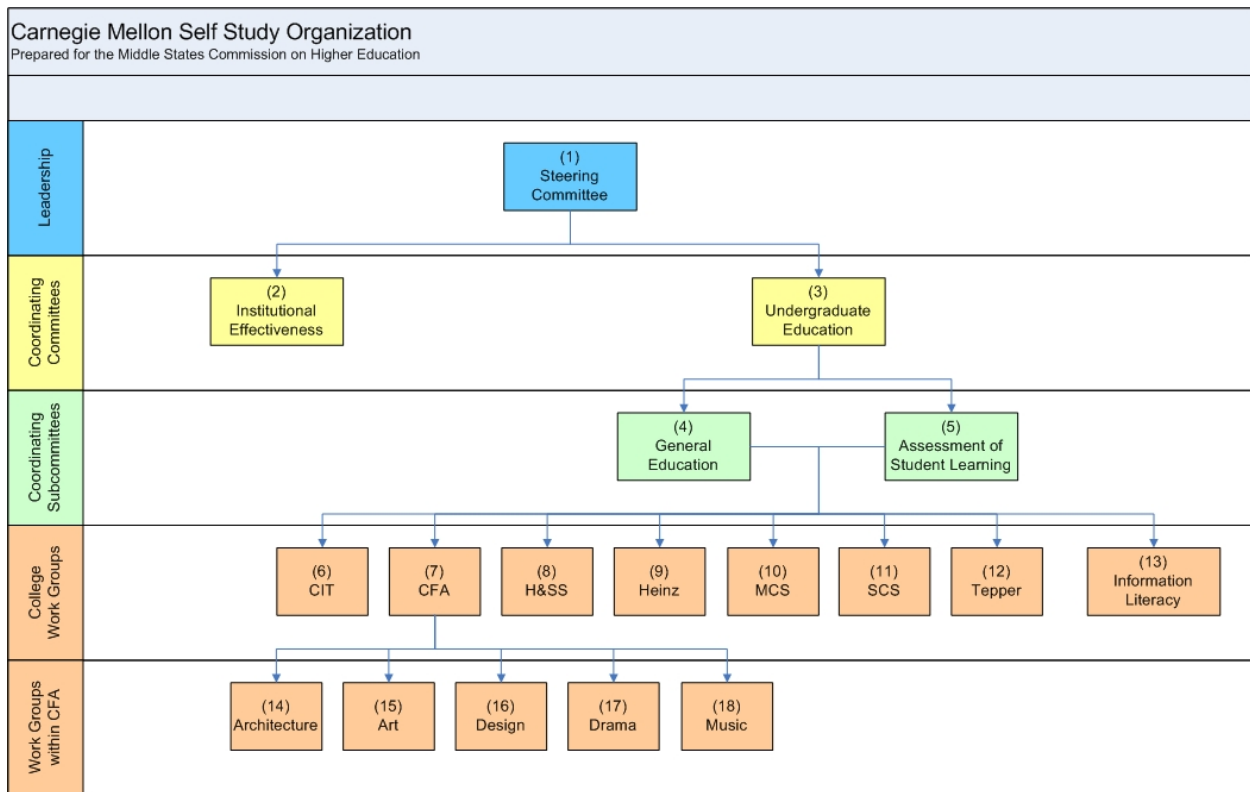 Carnegie Mellon Self Study Organization
Prepared for the Middle States Commission on Higher Education
Leadership
(1)
Steering
Committee
Coordinating
Committees
(2)
Institutional
Effectiveness
(3)
Undergraduate
Education
Coordinating
Subcommittees
(4)
General
Education
(5)
Assessment of
Student Learning
College
Work Groups
(6)
CIT
(7)
CFA
(8)
H&SS
(9)
Heinz
(10)
MCS
(11)
SCS
(12)
Tepper
(13)
Information
Literacy
Work Groups
within CFA
(14)
Architecture
(15)
Art
(16)
Design
(17)
Drama
(18)
Music